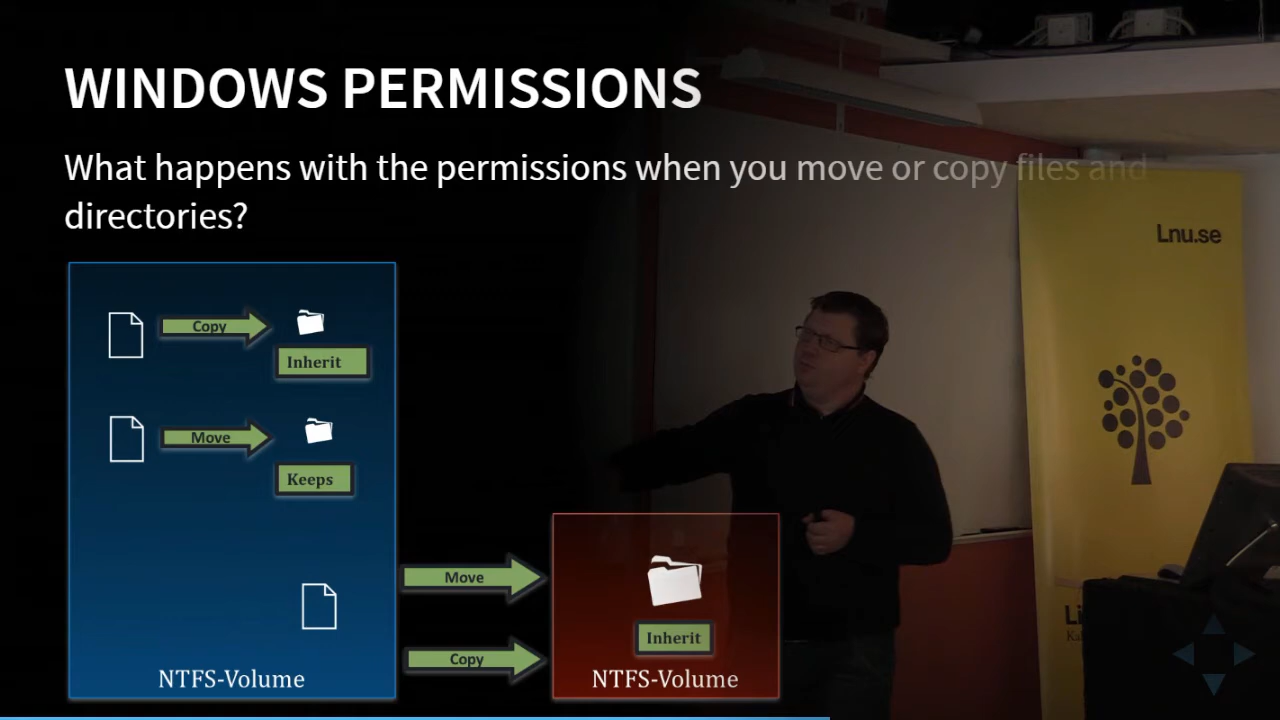 WINDOWS PERMISSIONS
What happens with the permissions when you move or copy files and
directories?
Lnu.se
Copy
Inherit
Move
Keeps
Move
Copy
Inherit
NTFS-Volume
NTFS-Volume